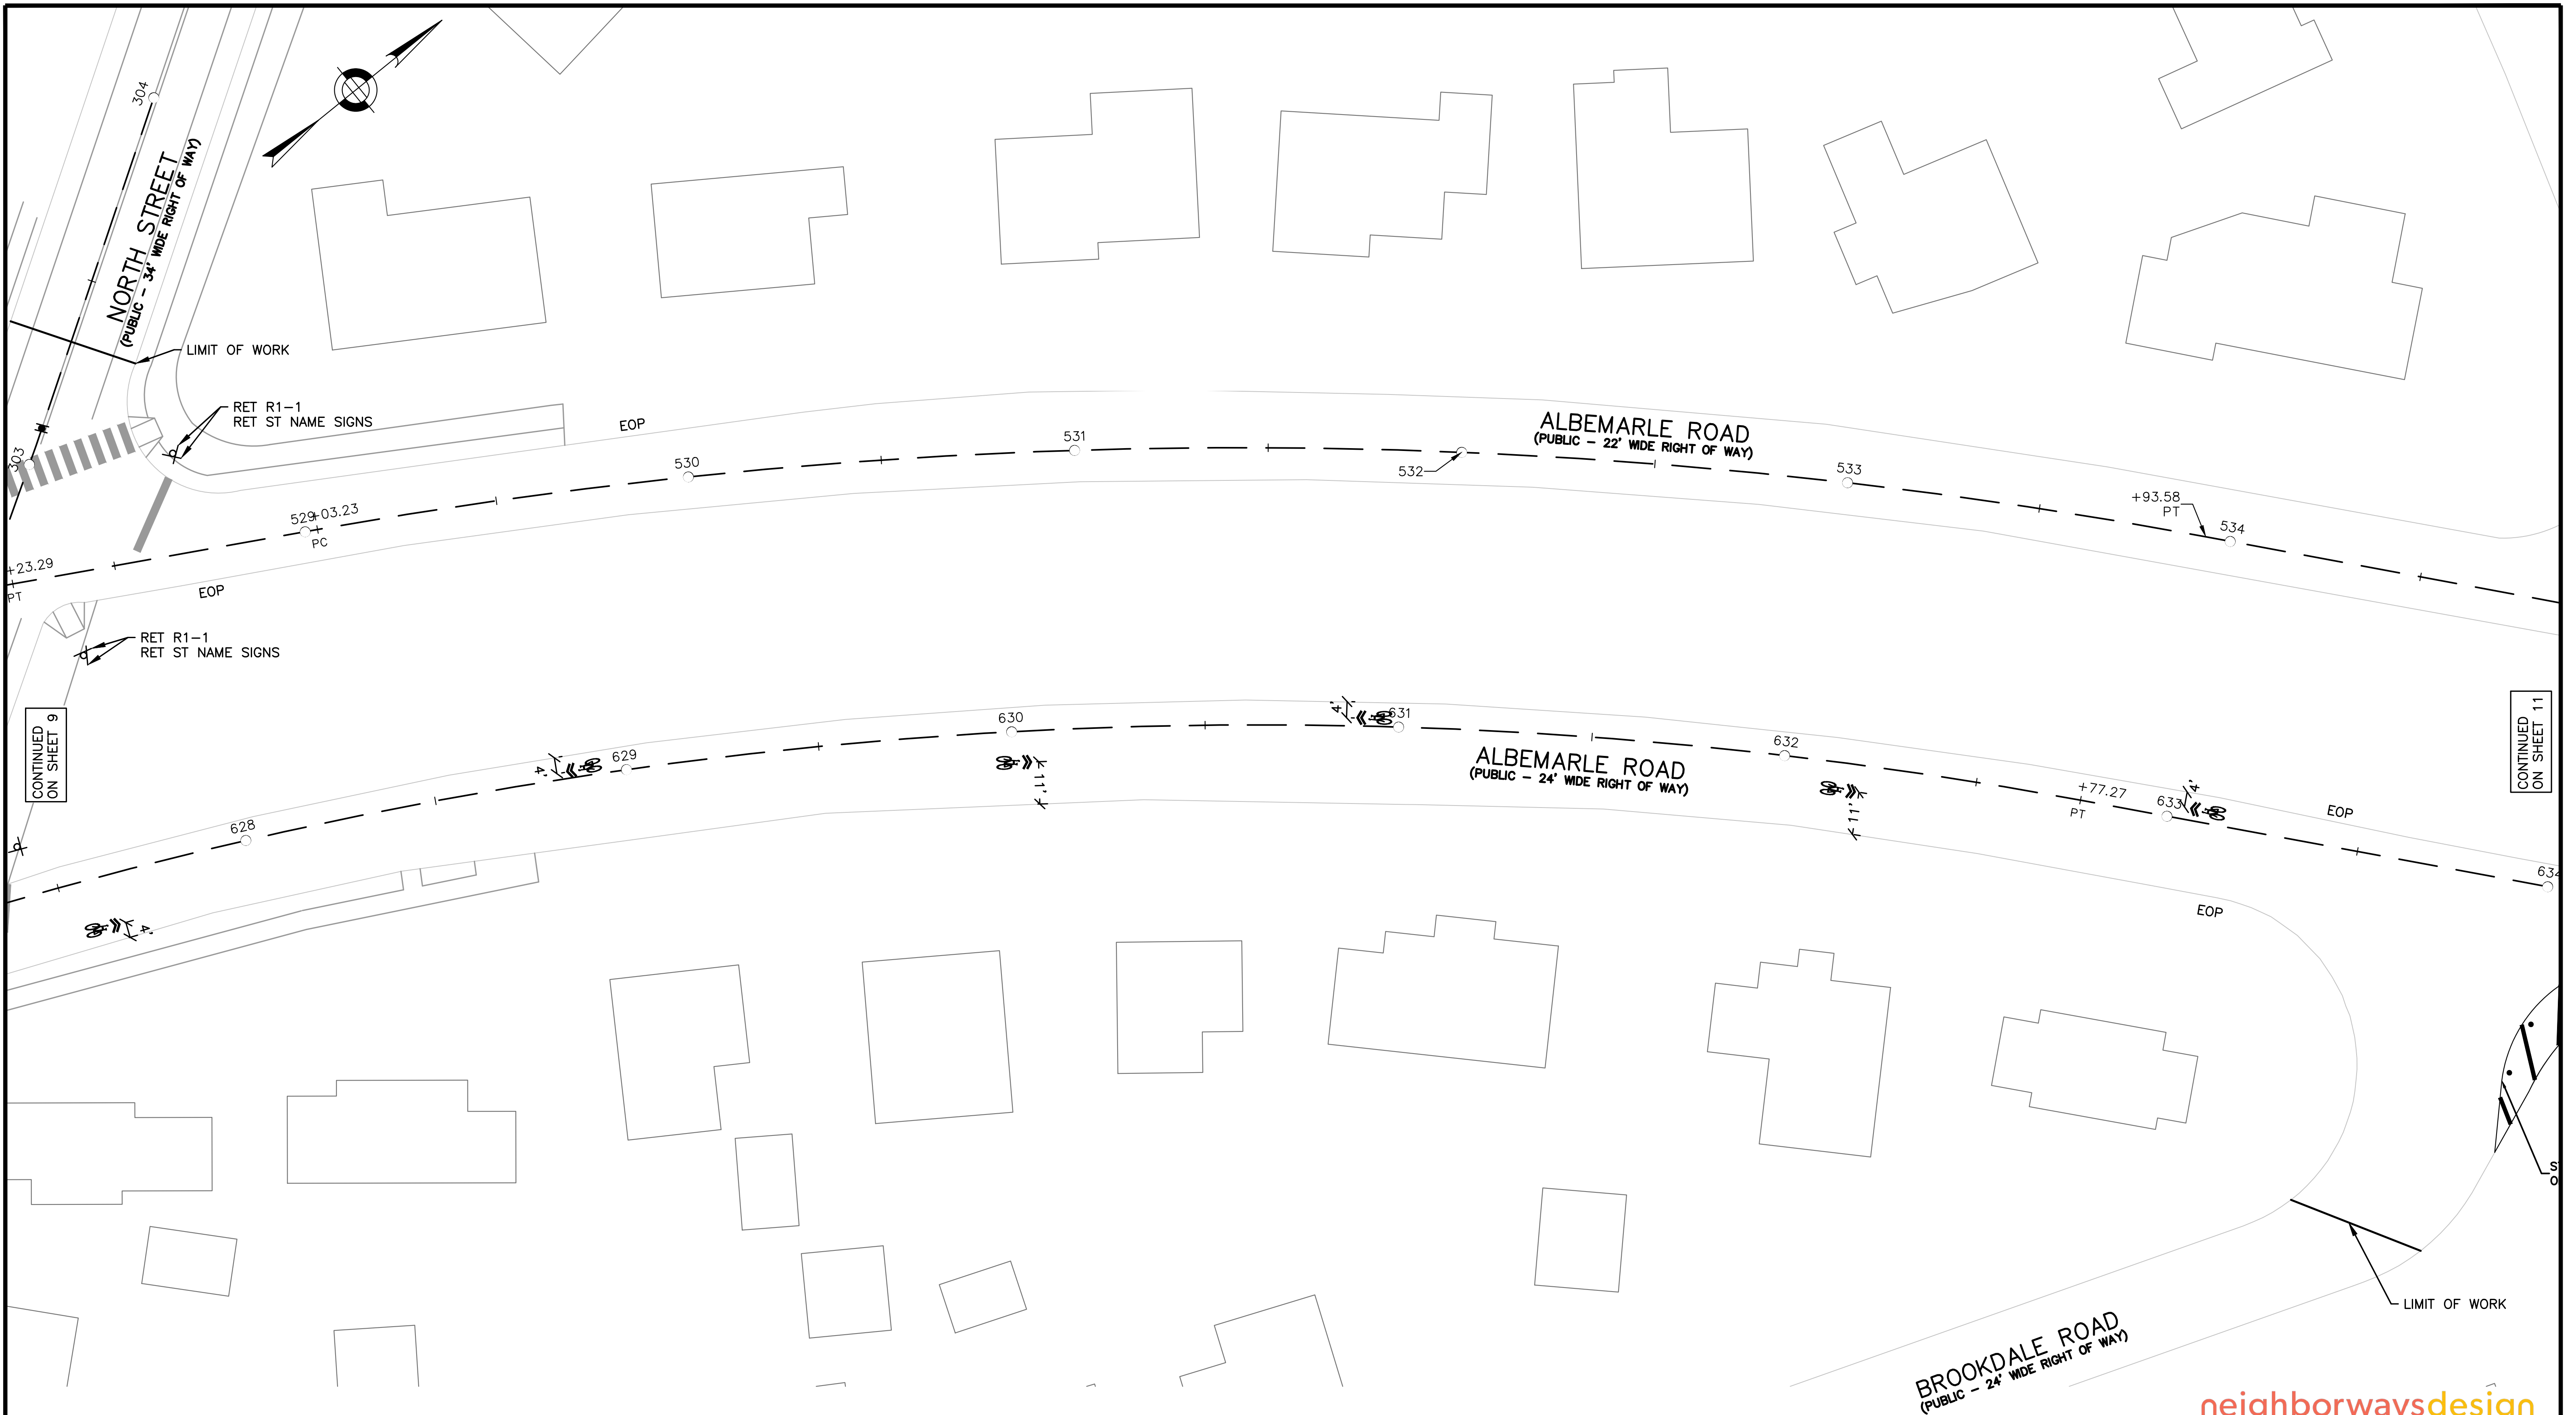 304
NORTH STREET
(PUBLIC – 34' WIDE RIGHT OF WAY)
LIMIT OF WORK
RET R1–1
RET ST NAME SIGNS
303
EOP
ALBEMARLE ROAD
(PUBLIC – 22' WIDE RIGHT OF WAY)
529
+03.23
PC
530
531
532
533
+93.58
PT
534
+23.29
PT
EOP
RET R1–1
RET ST NAME SIGNS
CONTINUED
ON SHEET 9
CONTINUED
ON SHEET 11
628
4'
629
630
11'
4'
631
ALBEMARLE ROAD
(PUBLIC – 24' WIDE RIGHT OF WAY)
632
11'
+77.27
PT
633
4'
EOP
634
4'
EOP
LIMIT OF WORK
BROOKDALE ROAD
(PUBLIC – 24' WIDE RIGHT OF WAY)
neighborwaysdesign